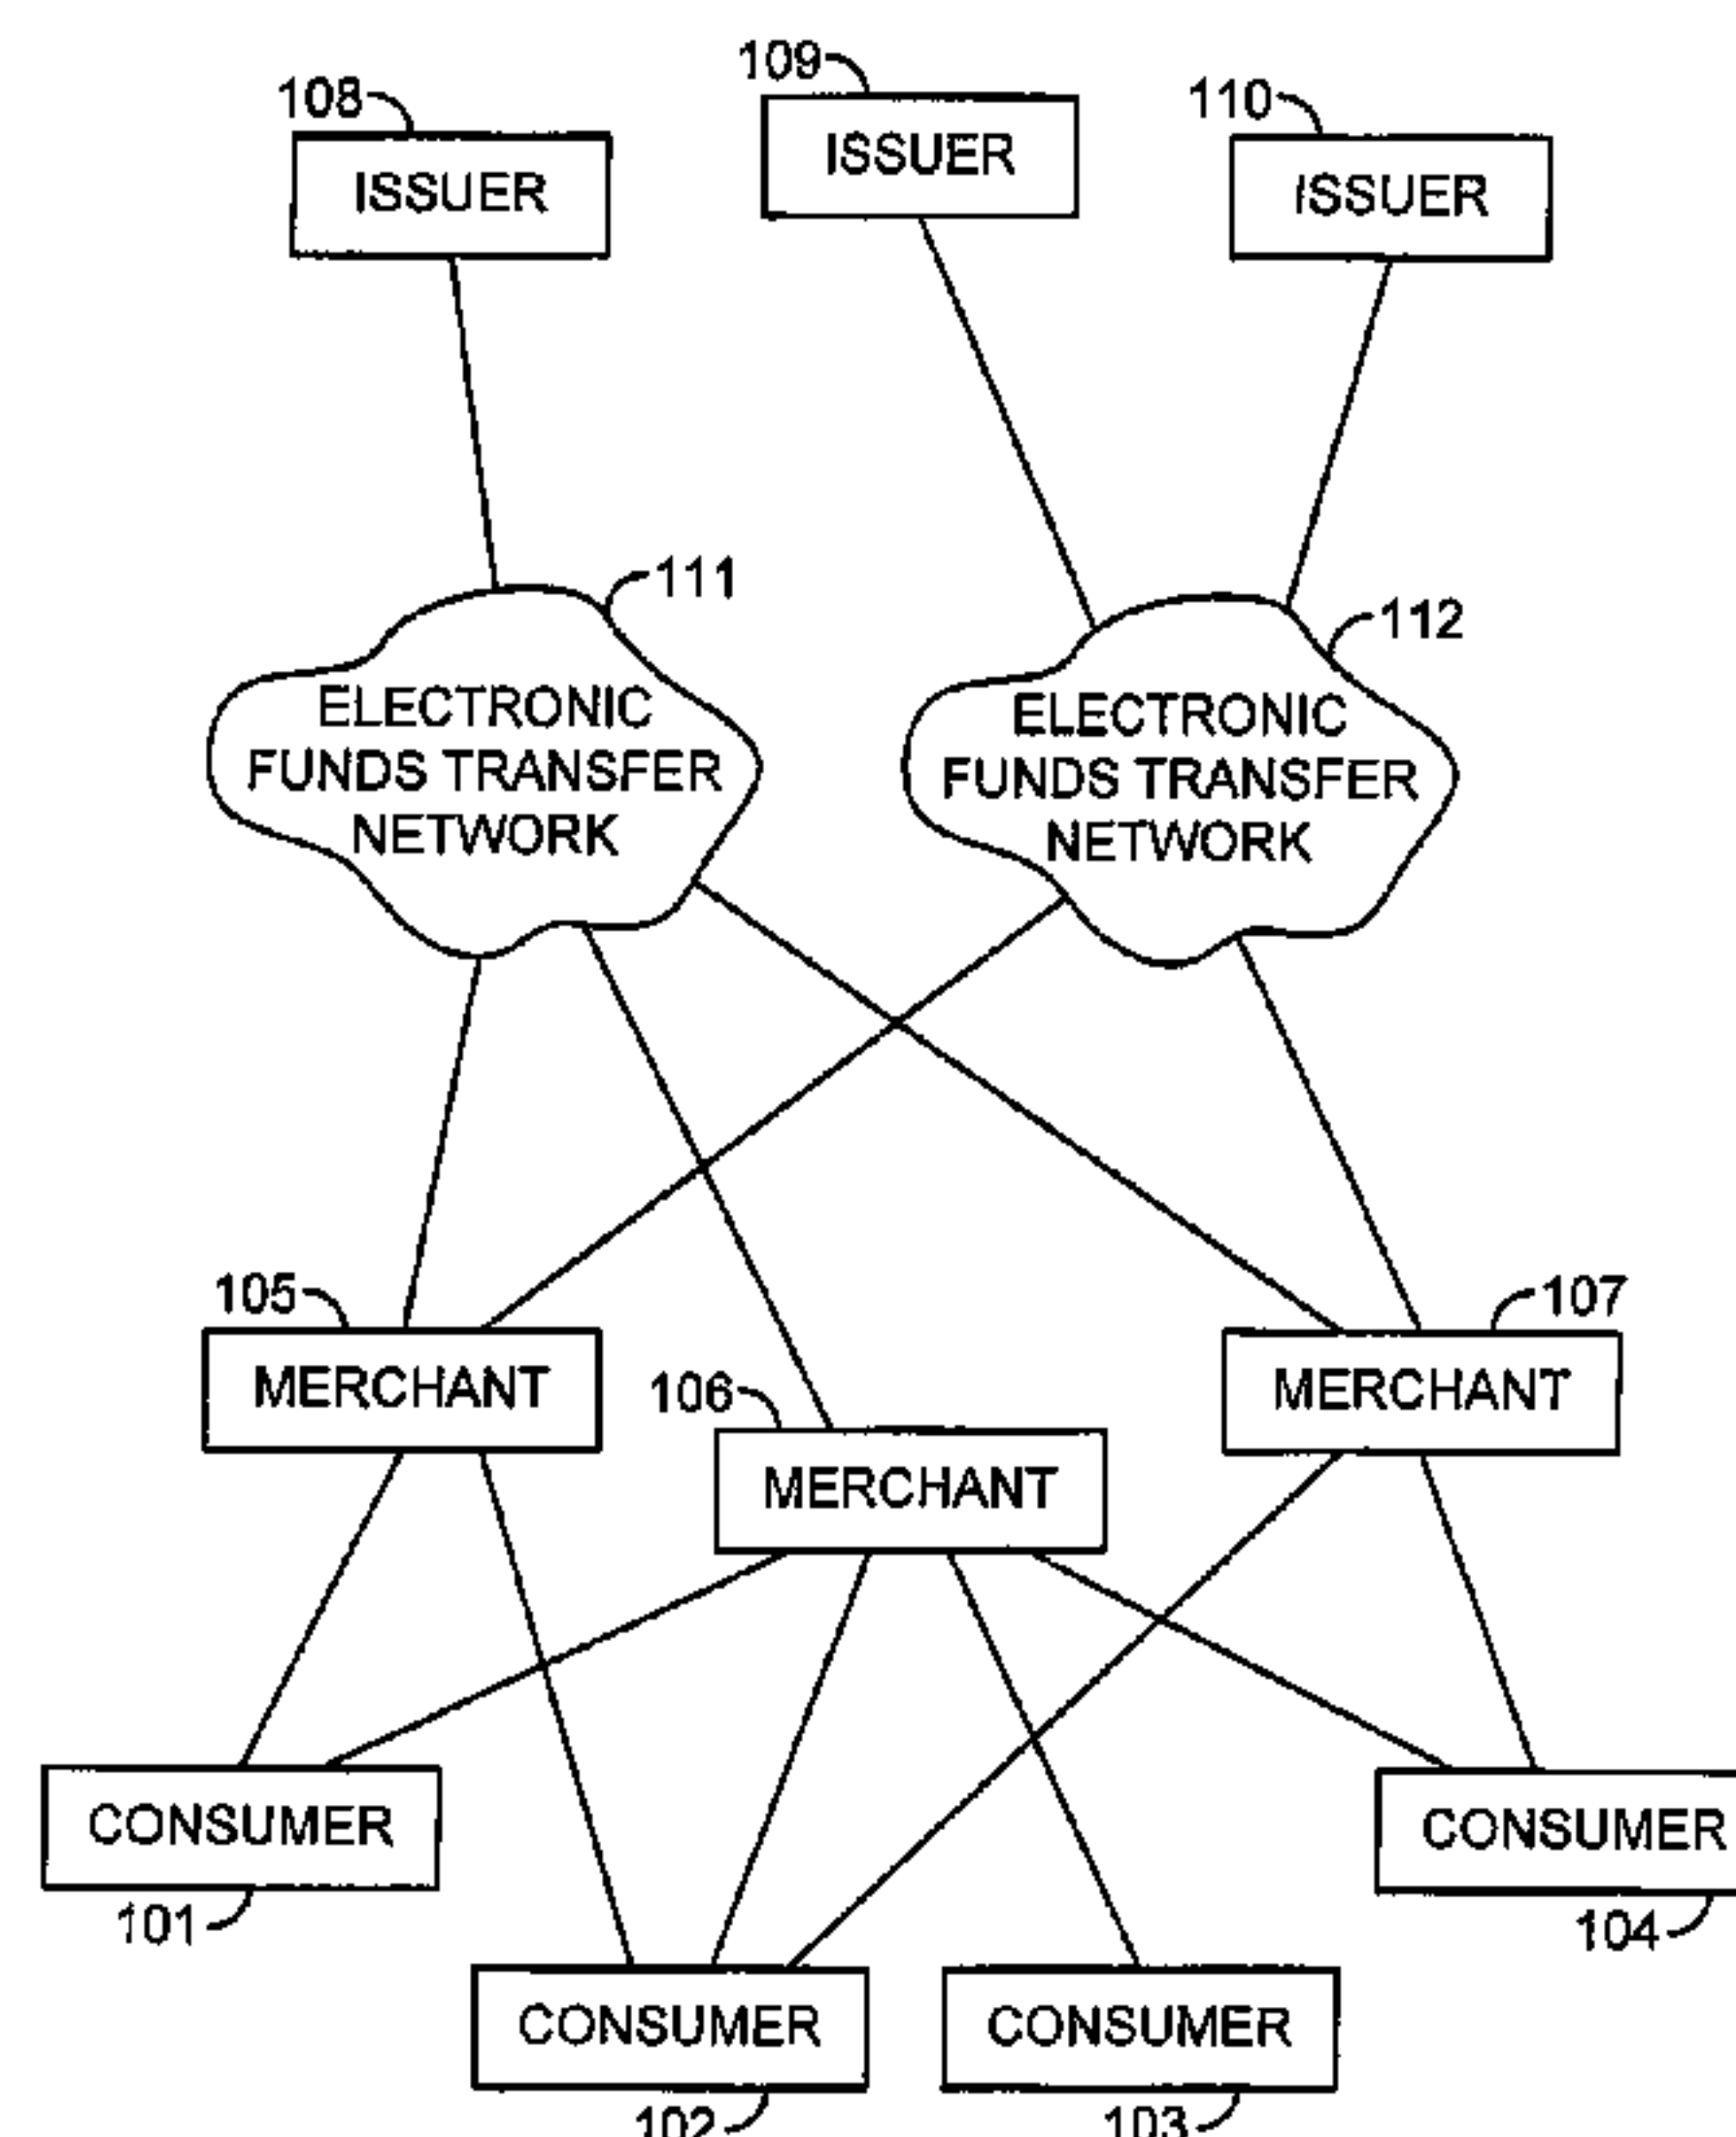 109
108
110
ISSUER
ISSUER
ISSUER
111
112
ELECTRONIC
FUNDS TRANSFER
NETWORK
ELECTRONIC
FUNDS TRANSFER
NETWORK
105
107
MERCHANT
106
MERCHANT
MERCHANT
CONSUMER
CONSUMER
101
104
CONSUMER
CONSUMER
102
103